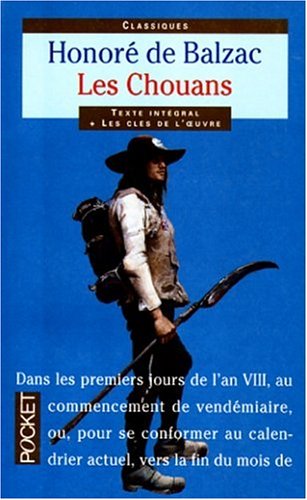 CLASSIQUES
Honoré de Balzac
Les Chouans
TEXTE INTÉGRAL
+ LES CLES DE L'ŒUVRE
Dans les premiers jours de l'an VIII, au
commencement de vendémiaire,
ou, pour se conformer au calen-
drier actuel, vers la fin du mois de
POCKET